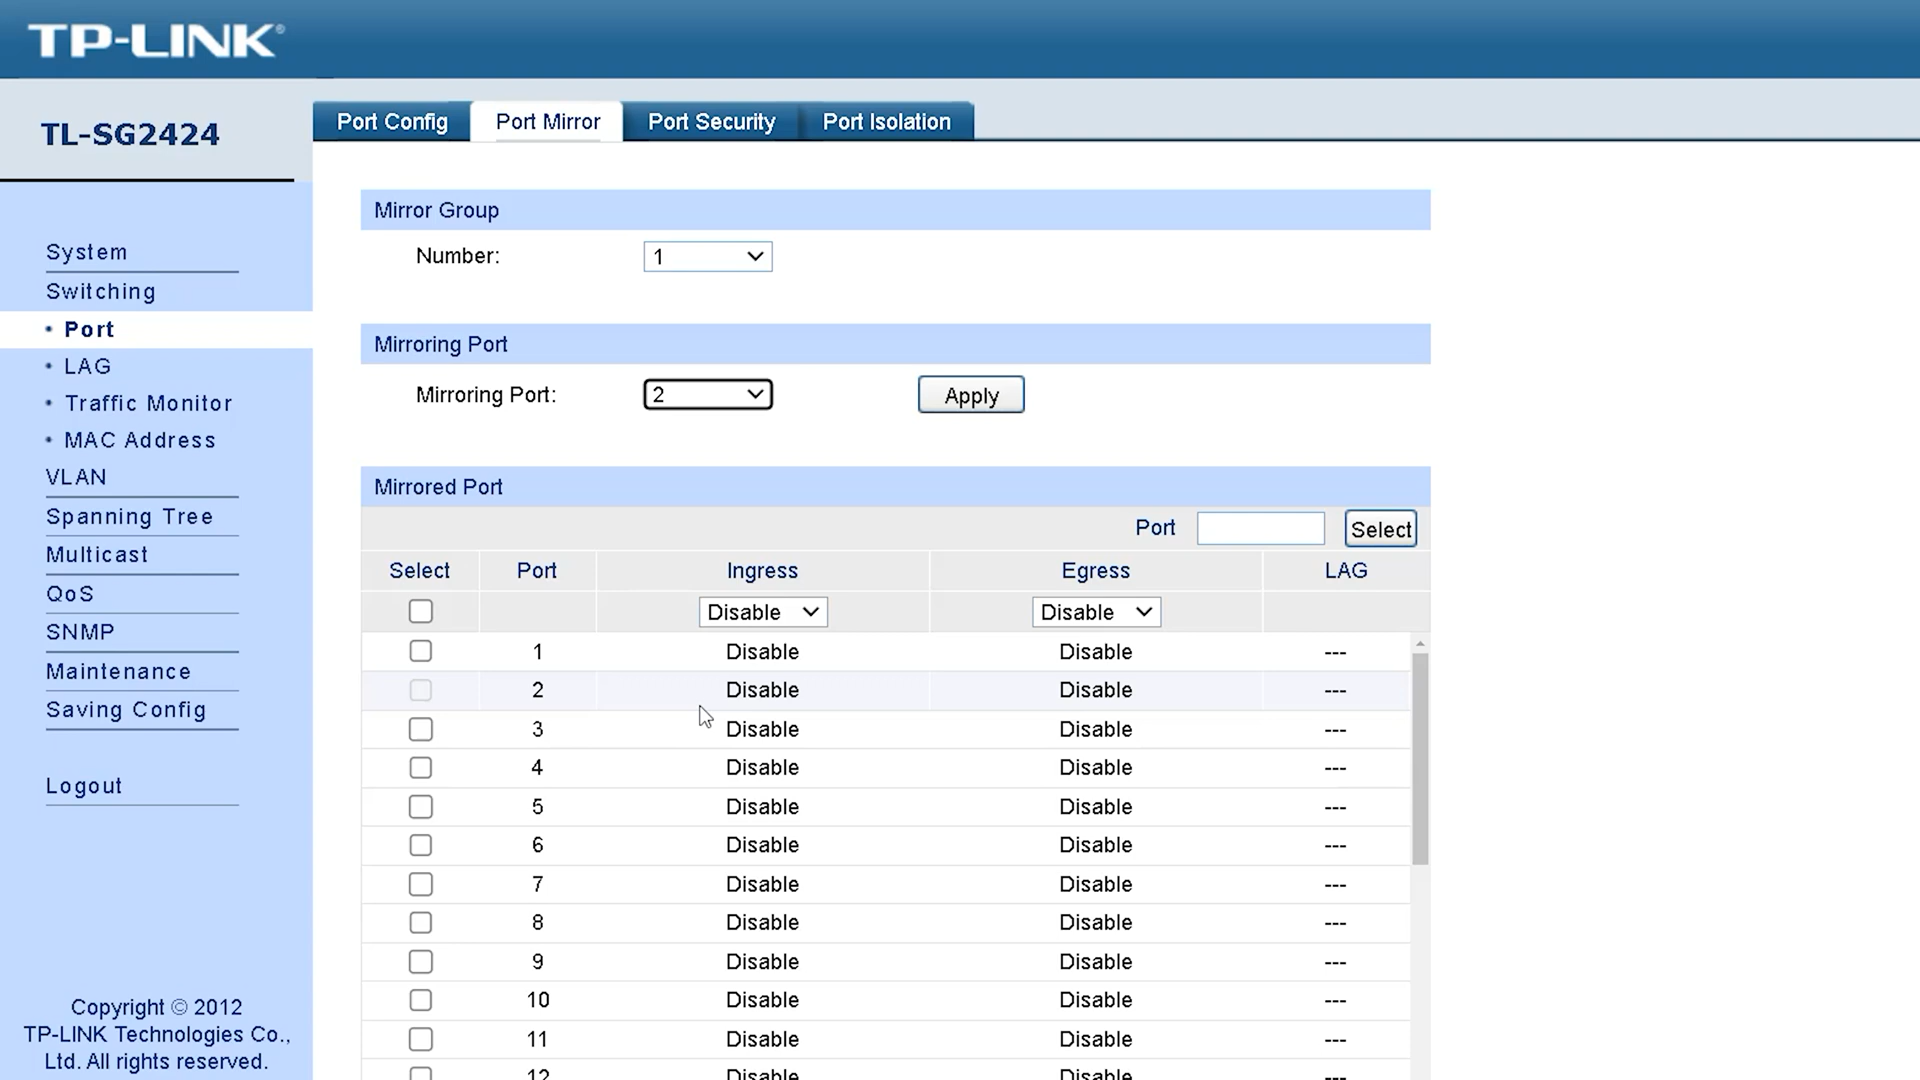 TP-LINK®
TL-SG2424
Port Config Port Mirror Port Security Port Isolation
System
Switching
• Port
• LAG
• Traffic Monitor
• MAC Address
VLAN
Spanning Tree
Multicast
QoS
SNMP
Maintenance
Saving Config
Logout
Copyright © 2012
TP-LINK Technologies Co.,
Ltd. All rights reserved.
Mirror Group
Number: 1
Mirroring Port
Mirroring Port: 2 Apply
Mirrored Port
Port Select
Select Port Ingress Egress LAG
Disable Disable
1 Disable Disable ---
2 Disable Disable ---
3 Disable Disable ---
4 Disable Disable ---
5 Disable Disable ---
6 Disable Disable ---
7 Disable Disable ---
8 Disable Disable ---
9 Disable Disable ---
10 Disable Disable ---
11 Disable Disable ---
12 Disable Disable ---